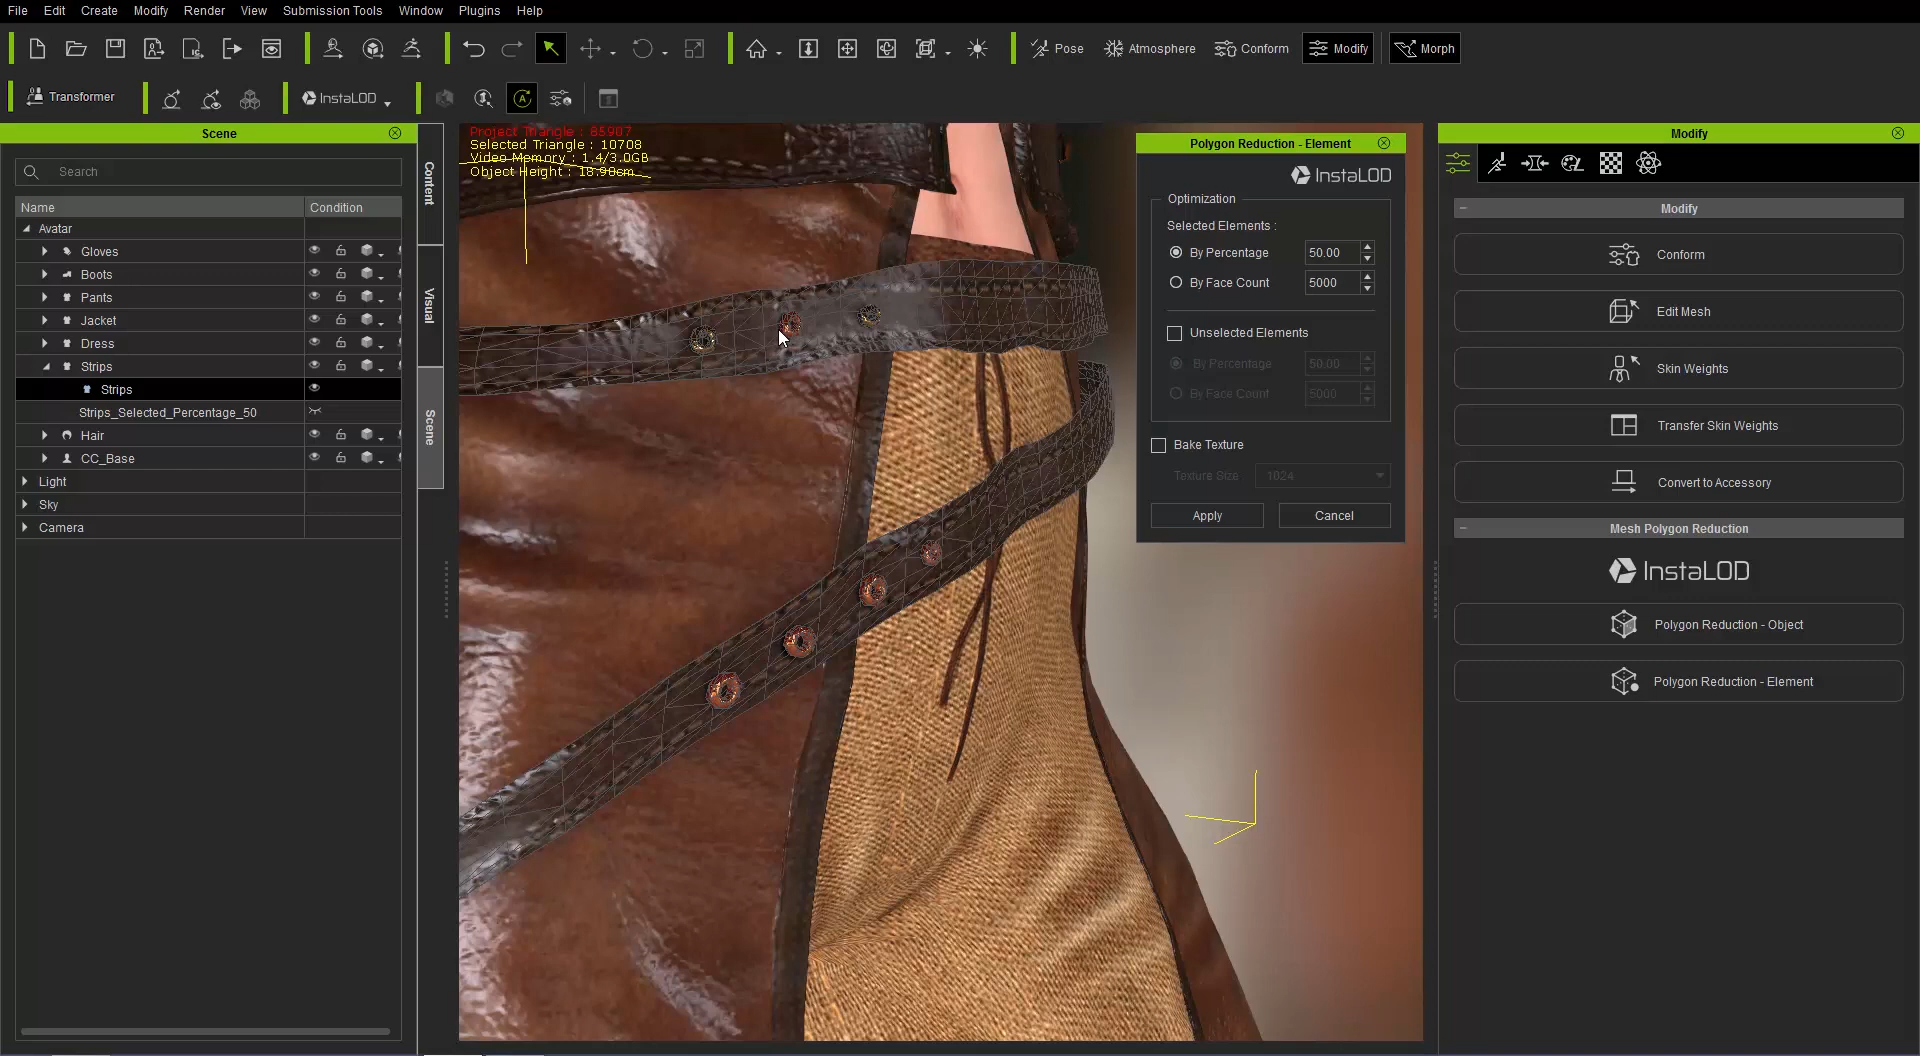 File Edit Create Modify Render View Submission Tools Window Plugins Help
Pose Atmosphere Conform Modify Morph
Transformer InstaLOD
Scene
Search
Name Condition
Avatar
Gloves
Boots
Pants
Jacket
Dress
Strips
Strips
Strips_Selected_Percentage_50
Hair
CC_Base
Light
Sky
Camera
Content
Visual
Scene
Project Triangle : 85907
Selected Triangle : 10708
Video Memory : 1.4/3.0GB
Object Height : 18.90cm
Polygon Reduction - Element
InstaLOD
Optimization
Selected Elements :
By Percentage 50.00
By Face Count 5000
Unselected Elements
By Percentage 50.00
By Face Count 5000
Bake Texture
Texture Size 1024
Apply Cancel
Modify
Modify
Conform
Edit Mesh
Skin Weights
Transfer Skin Weights
Convert to Accessory
Mesh Polygon Reduction
InstaLOD
Polygon Reduction - Object
Polygon Reduction - Element